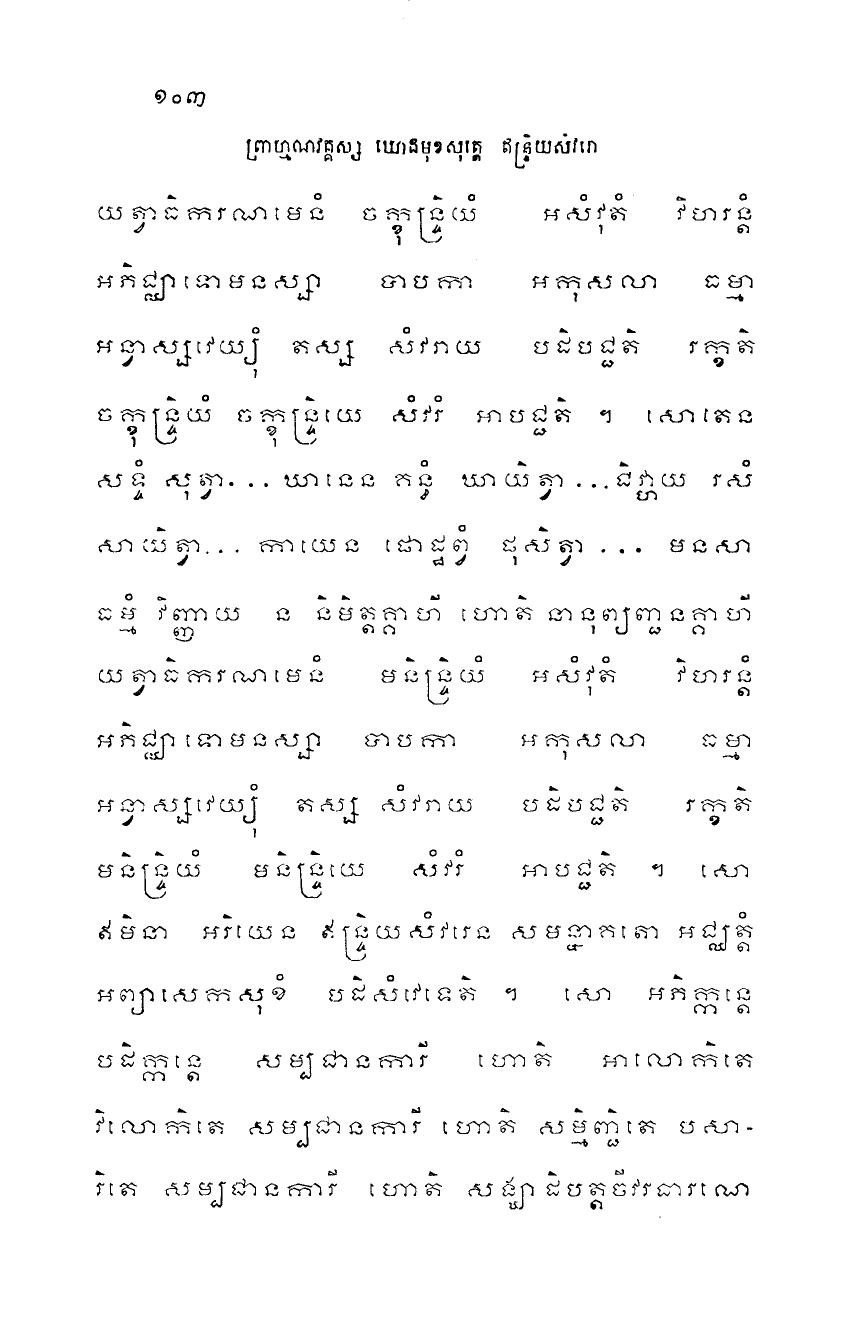 ១០៣
ព្រាហ្មណវគ្គស្ស ឃោដមុខសុត្តេ ឥន្ទ្រិយសំវរោ
យត្វាធិករណាមេនំ ចក្ខុន្ទ្រិយំ អសំវុតំ វិហរន្តំ
អភិជ្ឈាទោមនស្សា បាបកា អកុសលា ធម្មា
អន្វាស្សវេយ្យុំ តស្ស សំវរាយ បដិបជ្ជតិ រក្ខតិ
ចក្ខុន្ទ្រិយំ ចក្ខុន្ទ្រិយេ សំវរំ អាបជ្ជតិ ។ សោតេន
សទ្ទំ សុត្វា... ឃានេន គន្ធំ ឃាយិត្វា ...ជិវ្ហាយ រសំ
សាយិត្វា... កាយេន ផោដ្ឋព្វំ ផុសិត្វា ... មនសា
ធម្មំ វិញ្ញាយ ន និមិត្តគ្គាហី ហោតិ នានុព្យញ្ជនគ្គាហី
យត្វាធិករណាមេនំ មនិន្ទ្រិយំ អសំវុតំ វិហរន្តំ
អភិជ្ឈាទោមនស្សា បាបកា អកុសលា ធម្មា
អន្វាស្សវេយ្យុំ តស្ស សំវរាយ បដិបជ្ជតិ រក្ខតិ
មនិន្ទ្រិយំ មនិន្ទ្រិយេ សំវរំ អាបជ្ជតិ ។ សោ
ឥមិនា អរិយេន ឥន្ទ្រិយសំវរេន សមន្នាគតោ អជ្ឈត្តំ
អព្យាសេកសុខំ បដិសំវេទេតិ ។ សោ អភិក្កន្តេ
បដិក្កន្តេ សម្បជានការី ហោតិ អាលោកិតេ
វិលោកិតេ សម្បជានការី ហោតិ សម្មិញ្ជិតេ បសា-
រិតេ សម្បជានការី ហោតិ សង្ឃាដិបត្តចីវរធារណេ